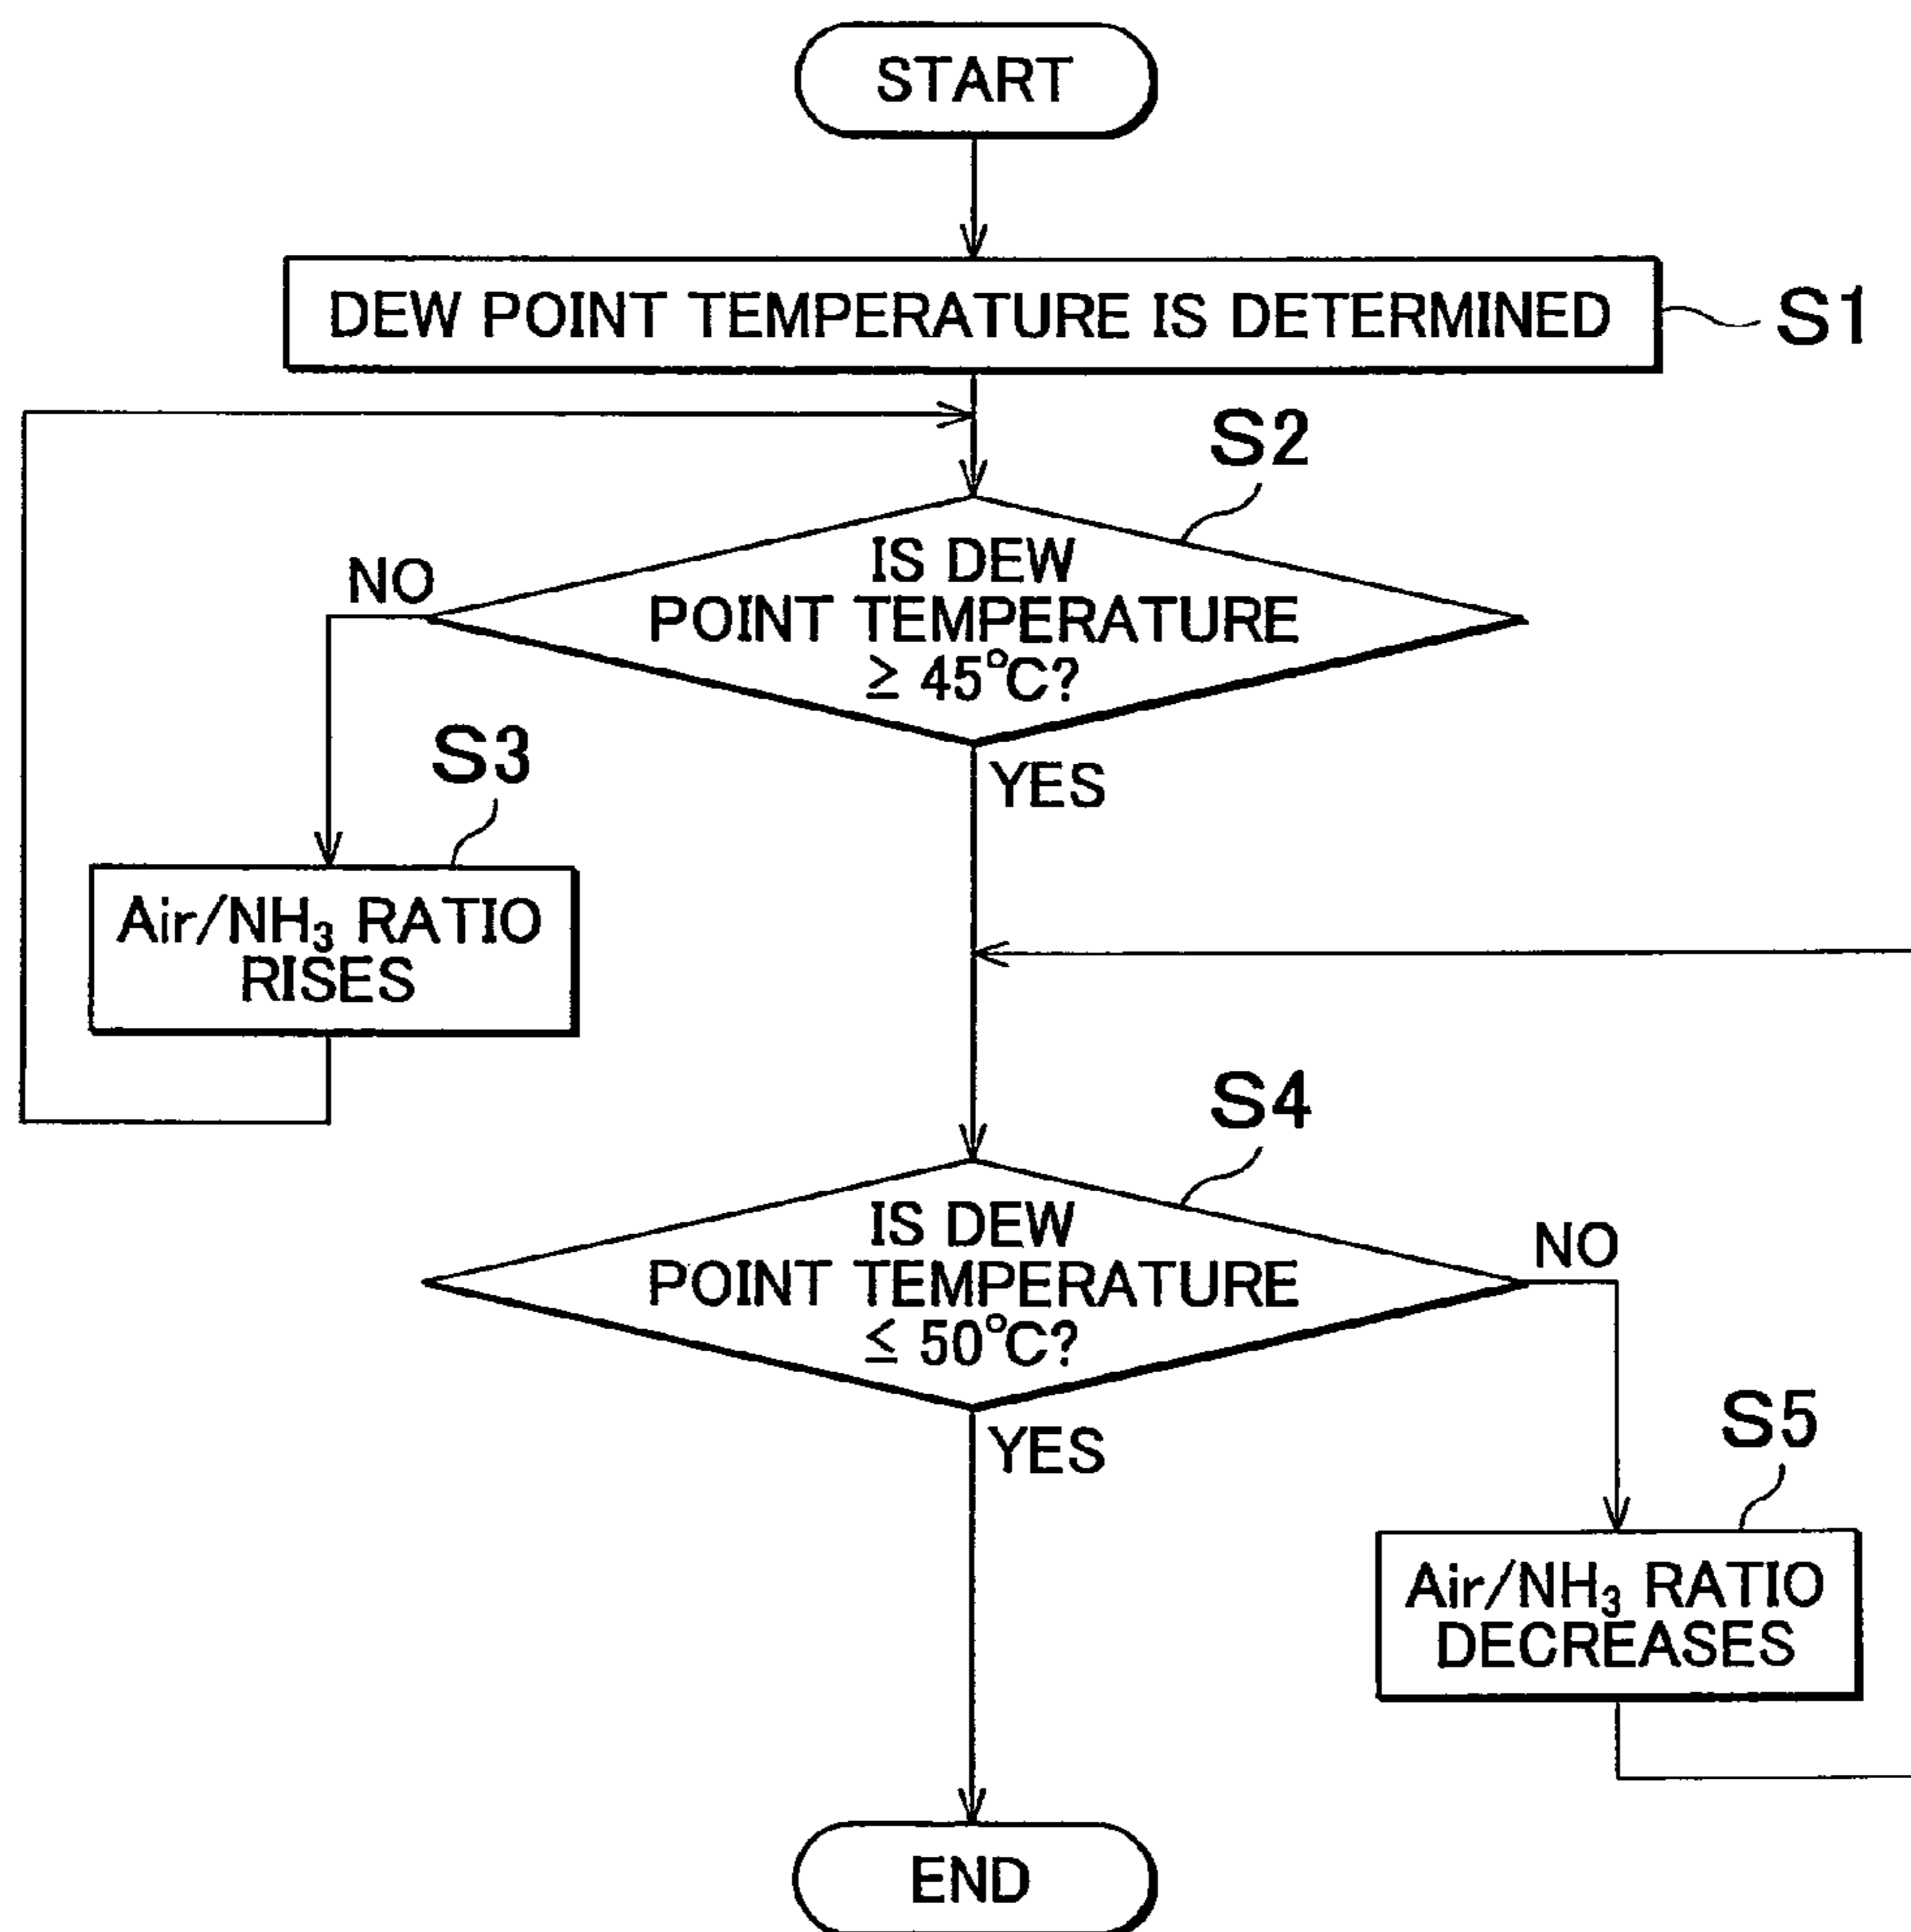 START
DEW POINT TEMPERATURE IS DETERMINED
S1
S2
IS DEW
POINT TEMPERATURE
≥ 45°C?
NO
YES
S3
Air/NH₃ RATIO
RISES
S4
IS DEW
POINT TEMPERATURE
≤ 50°C?
NO
YES
S5
Air/NH₃ RATIO
DECREASES
END